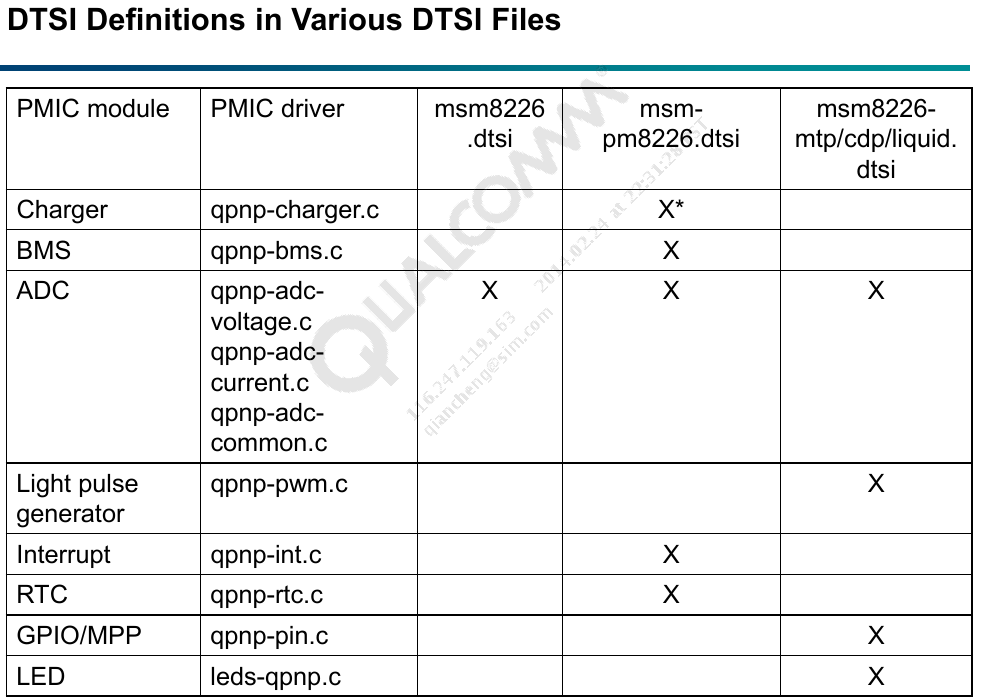 DTSI Definitions in Various DTSI Files
PMIC module PMIC driver msm8226 .dtsi msm- pm8226.dtsi msm8226- mtp/cdp/liquid. dtsi
Charger qpnp-charger.c X*
BMS qpnp-bms.c X
ADC qpnp-adc- X X X
voltage.c
qpnp-adc-
current.c
qpnp-adc-
common.c
Light pulse qpnp-pwm.c X
generator
Interrupt qpnp-int.c X
RTC qpnp-rtc.c X
GPIO/MPP qpnp-pin.c X
LED leds-qpnp.c X
QUALCOMM®
116.247.119.163 2014.02.24 at 22:31:28 PST
qiancheng@sim.com